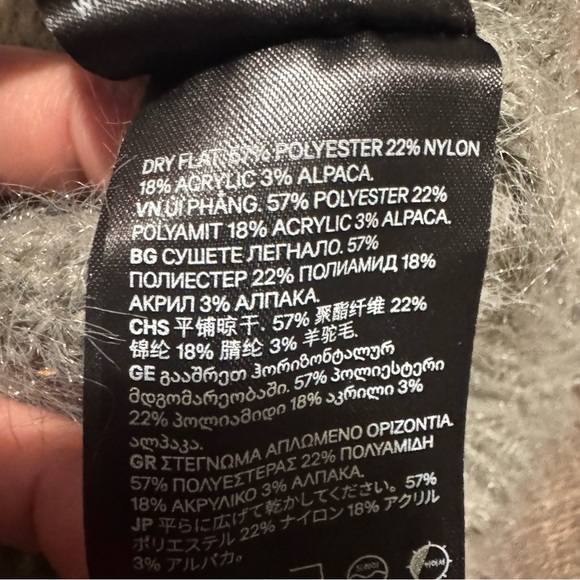 DRY FLAT. 57% POLYESTER 22% NYLON
18% ACRYLIC 3% ALPACA.
VN. ỦI PHẲNG. 57% POLYESTER 22%
POLYAMIT 18% ACRYLIC 3% ALPACA.
BG СУШЕТЕ ЛЕГНАЛО. 57%
ПОЛИЕСТЕР 22% ПОЛИАМИД 18%
АКРИЛ 3% АЛПАКА.
CHS 平铺晾干. 57% 聚酯纤维 22%
锦纶 18% 腈纶 3% 羊驼毛.
GE გააშრეთ ჰორიზონტალურ
მდგომარეობაში. 57% პოლიესტერი
22% პოლიამიდი 18% აკრილი 3%
ალპაკა.
GR ΣΤΕΓΝΩΜΑ ΑΠΛΩΜΕΝΟ ΟΡΙΖΟΝΤΙΑ.
57% ΠΟΛΥΕΣΤΕΡΑΣ 22% ΠΟΛΥΑΜΙΔΗ
18% ΑΚΡΥΛΙΚΟ 3% ΑΛΠΑΚΑ.
JP 平らに広げて乾かしてください。57%
ポリエステル 22% ナイロン 18% アクリル
3% アルパカ。